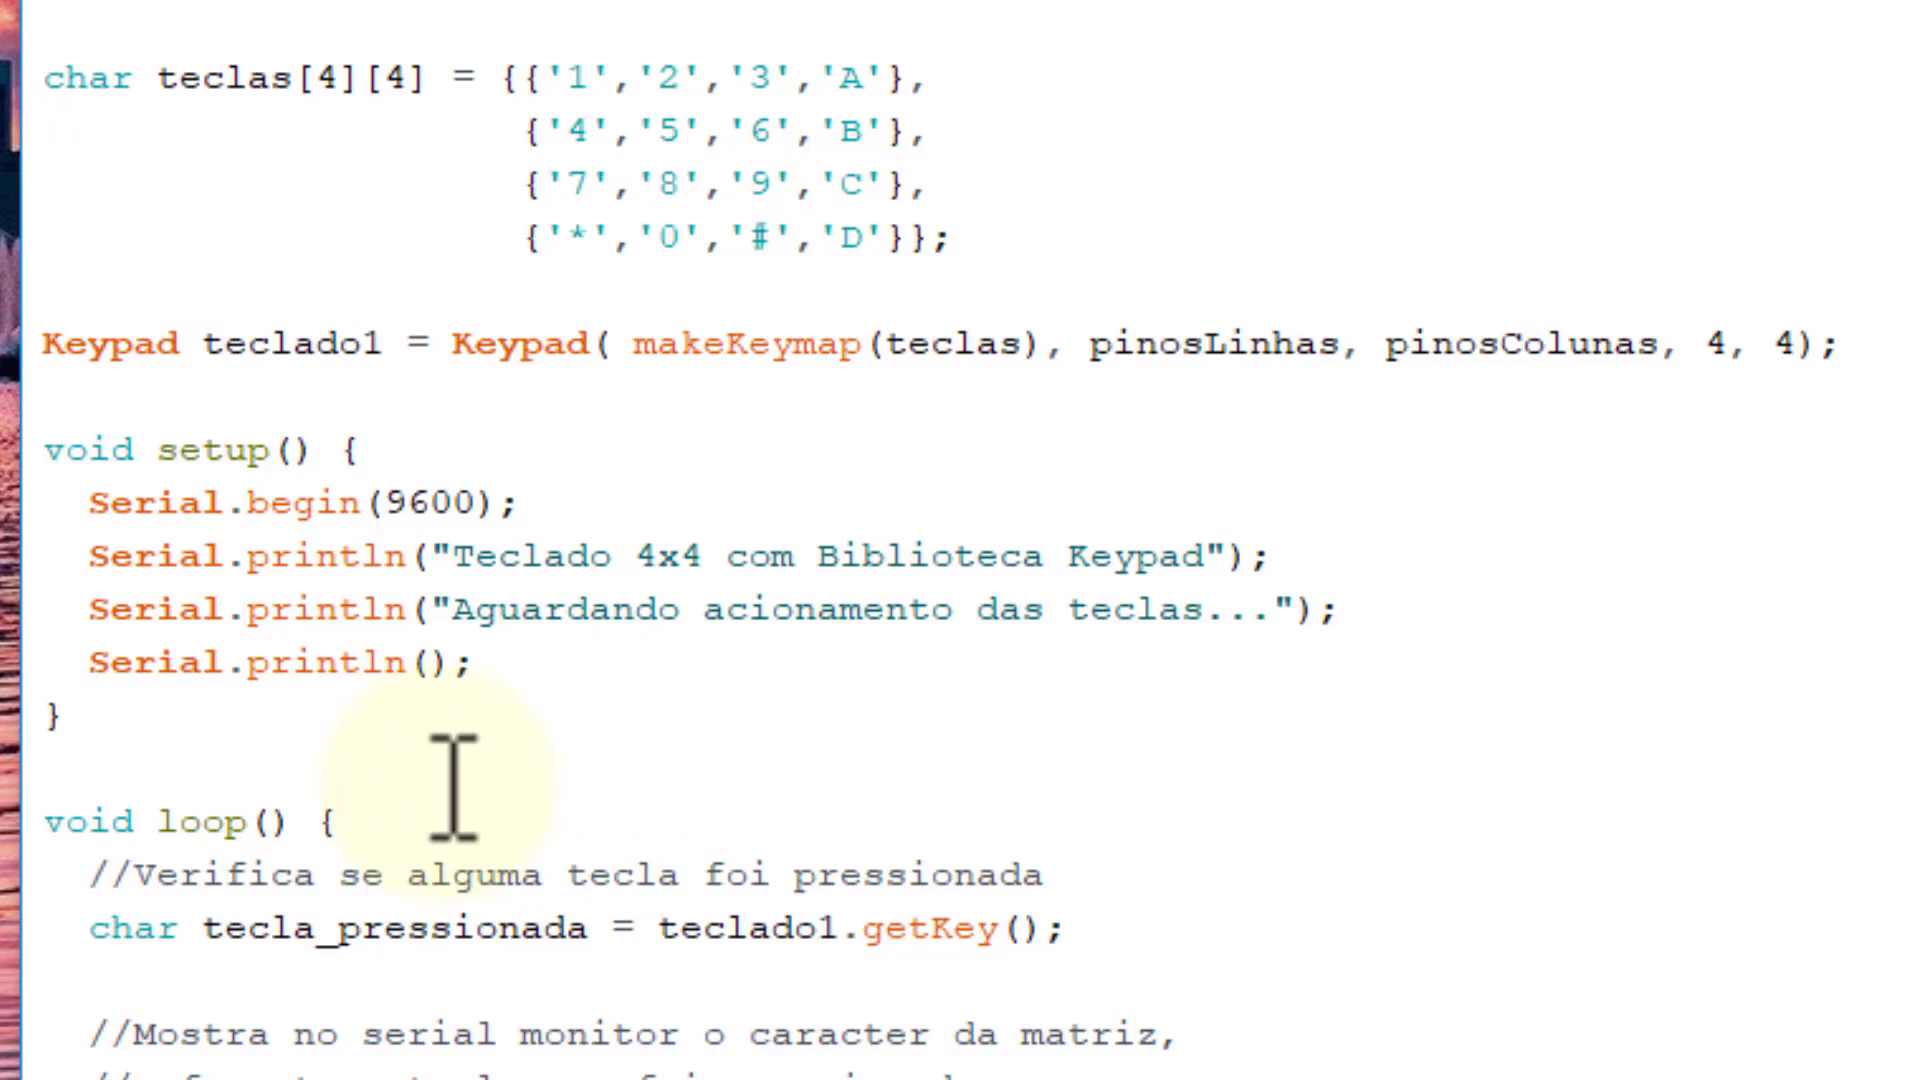 char teclas[4][4] = {{'1','2','3','A'},
{'4','5','6','B'},
{'7','8','9','C'},
{'*','0','#','D'}};
Keypad teclado1 = Keypad( makeKeymap(teclas), pinosLinhas, pinosColunas, 4, 4);
void setup() {
Serial.begin(9600);
Serial.println("Teclado 4x4 com Biblioteca Keypad");
Serial.println("Aguardando acionamento das teclas...");
Serial.println();
}
void loop() {
//Verifica se alguma tecla foi pressionada
char tecla_pressionada = teclado1.getKey();
//Mostra no serial monitor o caracter da matriz,